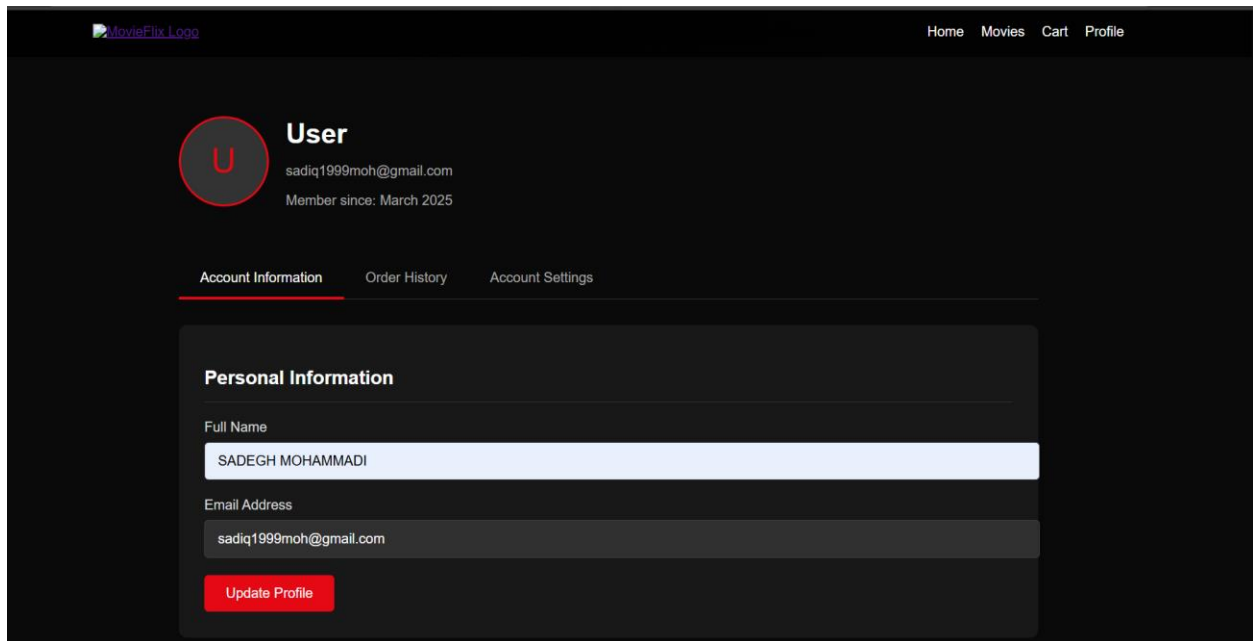 MovieFlix Logo
Home Movies Cart Profile
U
User
sadiq1999moh@gmail.com
Member since: March 2025
Account Information Order History Account Settings
Personal Information
Full Name
SADEGH MOHAMMADI
Email Address
sadiq1999moh@gmail.com
Update Profile